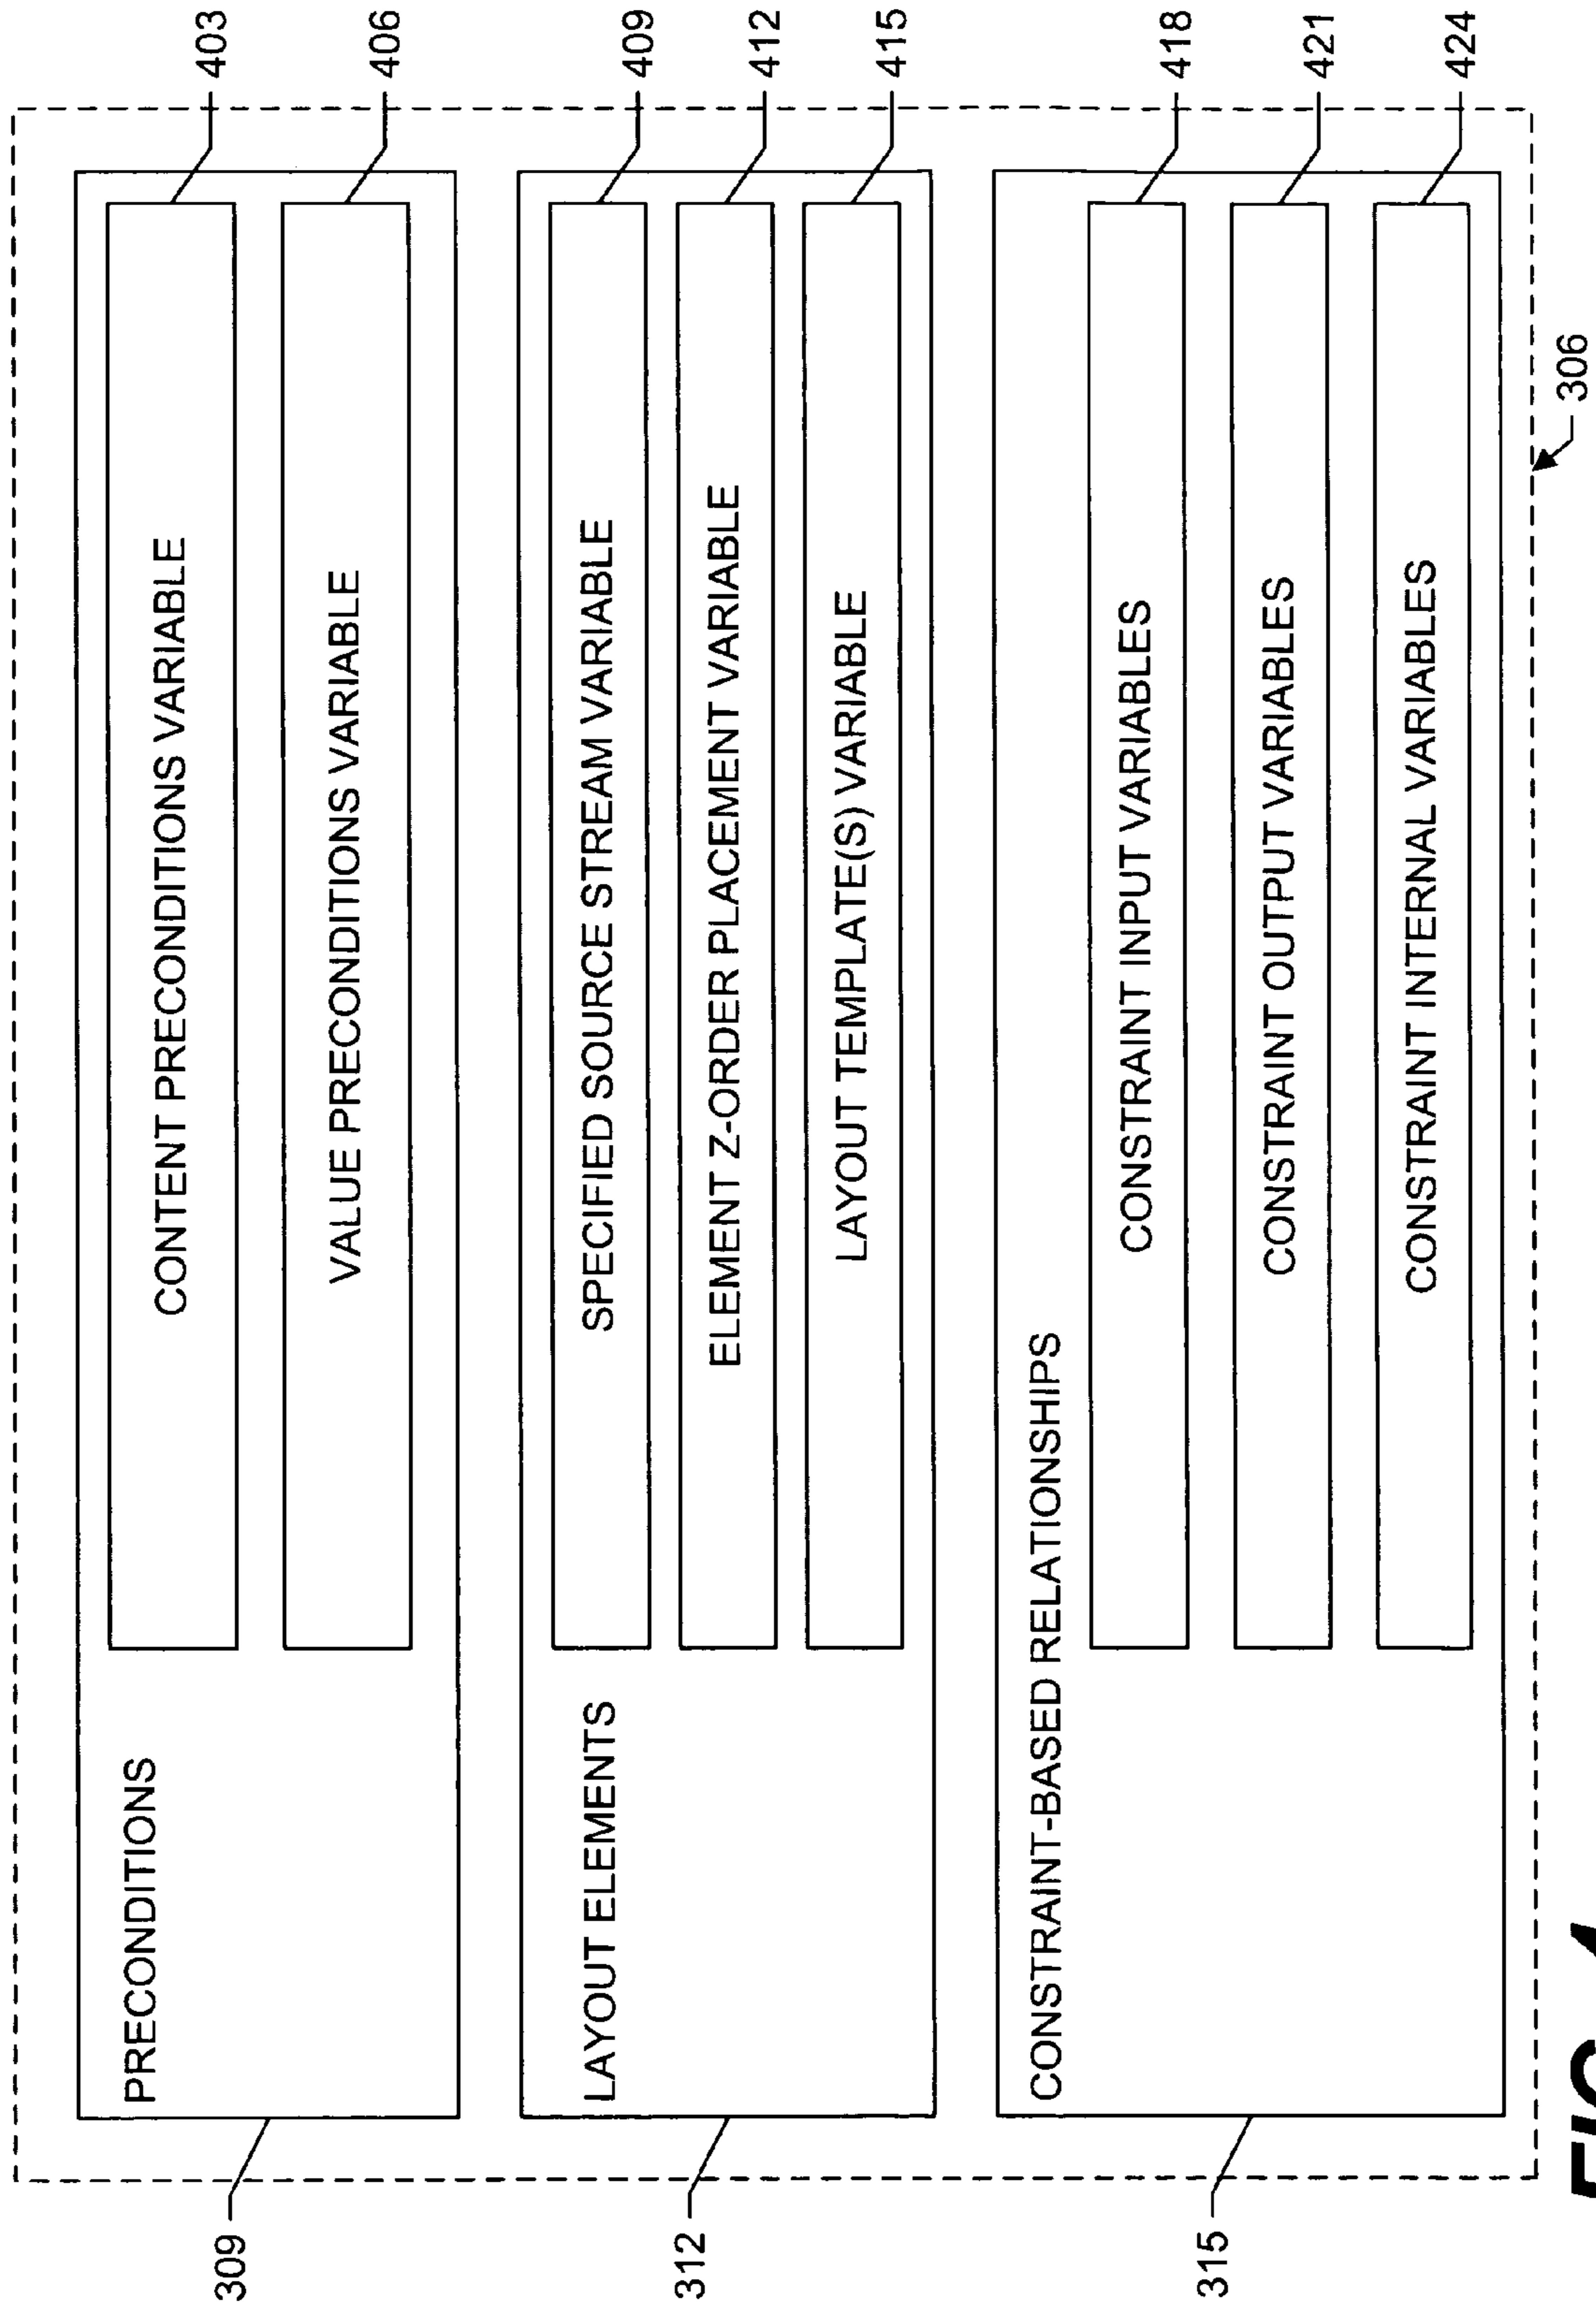 PRECONDITIONS
CONTENT PRECONDITIONS VARIABLE
403
VALUE PRECONDITIONS VARIABLE
406
309
LAYOUT ELEMENTS
SPECIFIED SOURCE STREAM VARIABLE
409
ELEMENT Z-ORDER PLACEMENT VARIABLE
412
LAYOUT TEMPLATE(S) VARIABLE
415
312
CONSTRAINT-BASED RELATIONSHIPS
CONSTRAINT INPUT VARIABLES
418
CONSTRAINT OUTPUT VARIABLES
421
CONSTRAINT INTERNAL VARIABLES
424
315
306